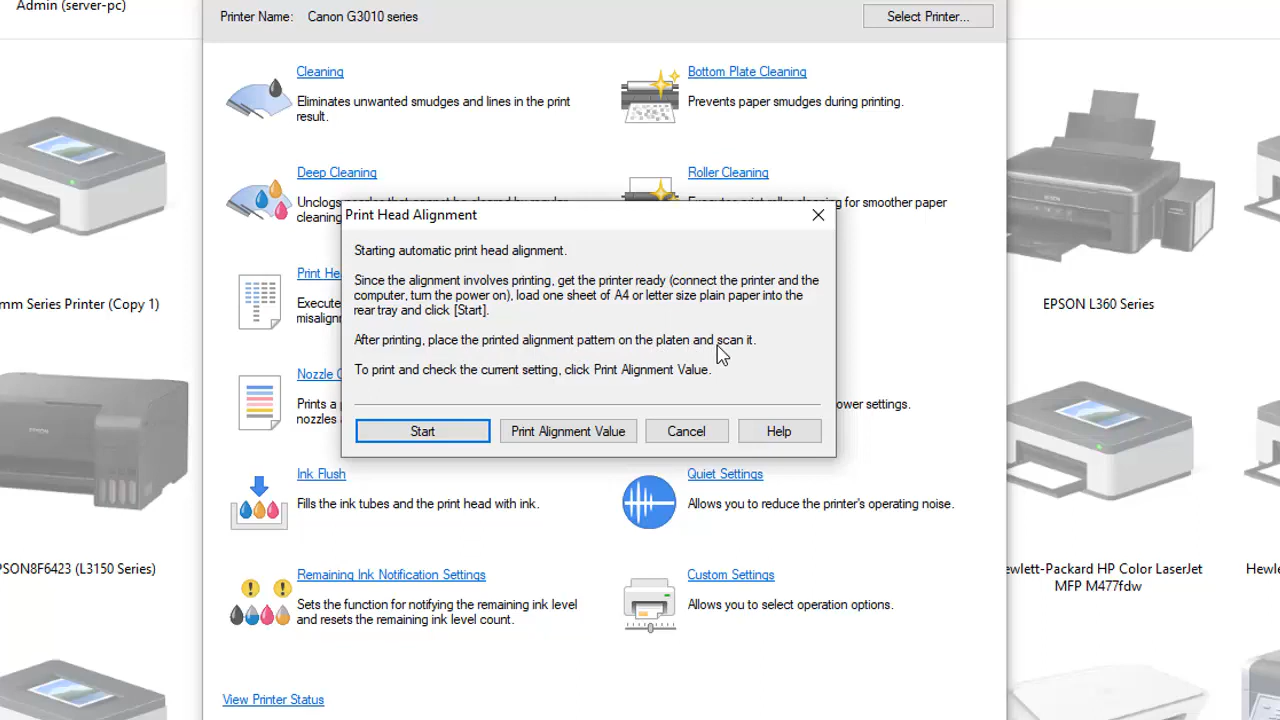 Admin (server-pc)
Printer Name: Canon G3010 series
Select Printer...
Cleaning
Eliminates unwanted smudges and lines in the print
result.
Bottom Plate Cleaning
Prevents paper smudges during printing.
Deep Cleaning
cleaning
Roller Cleaning
for smoother paper
Print Head Alignment
Starting automatic print head alignment.
Since the alignment involves printing, get the printer ready (connect the printer and the
computer, turn the power on), load one sheet of A4 or letter size plain paper into the
rear tray and click [Start].
After printing, place the printed alignment pattern on the platen and scan it.
To print and check the current setting, click Print Alignment Value.
Start
Print Alignment Value
Cancel
Help
Print He
Execute
misalign
Nozzle C
Prints a p
nozzles
ower settings.
Ink Flush
Fills the ink tubes and the print head with ink.
Quiet Settings
Allows you to reduce the printer's operating noise.
Remaining Ink Notification Settings
Sets the function for notifying the remaining ink level
and resets the remaining ink level count.
Custom Settings
Allows you to select operation options.
View Printer Status
mm Series Printer (Copy 1)
PSON8F6423 (L3150 Series)
EPSON L360 Series
ewlett-Packard HP Color LaserJet
MFP M477fdw
Hewle